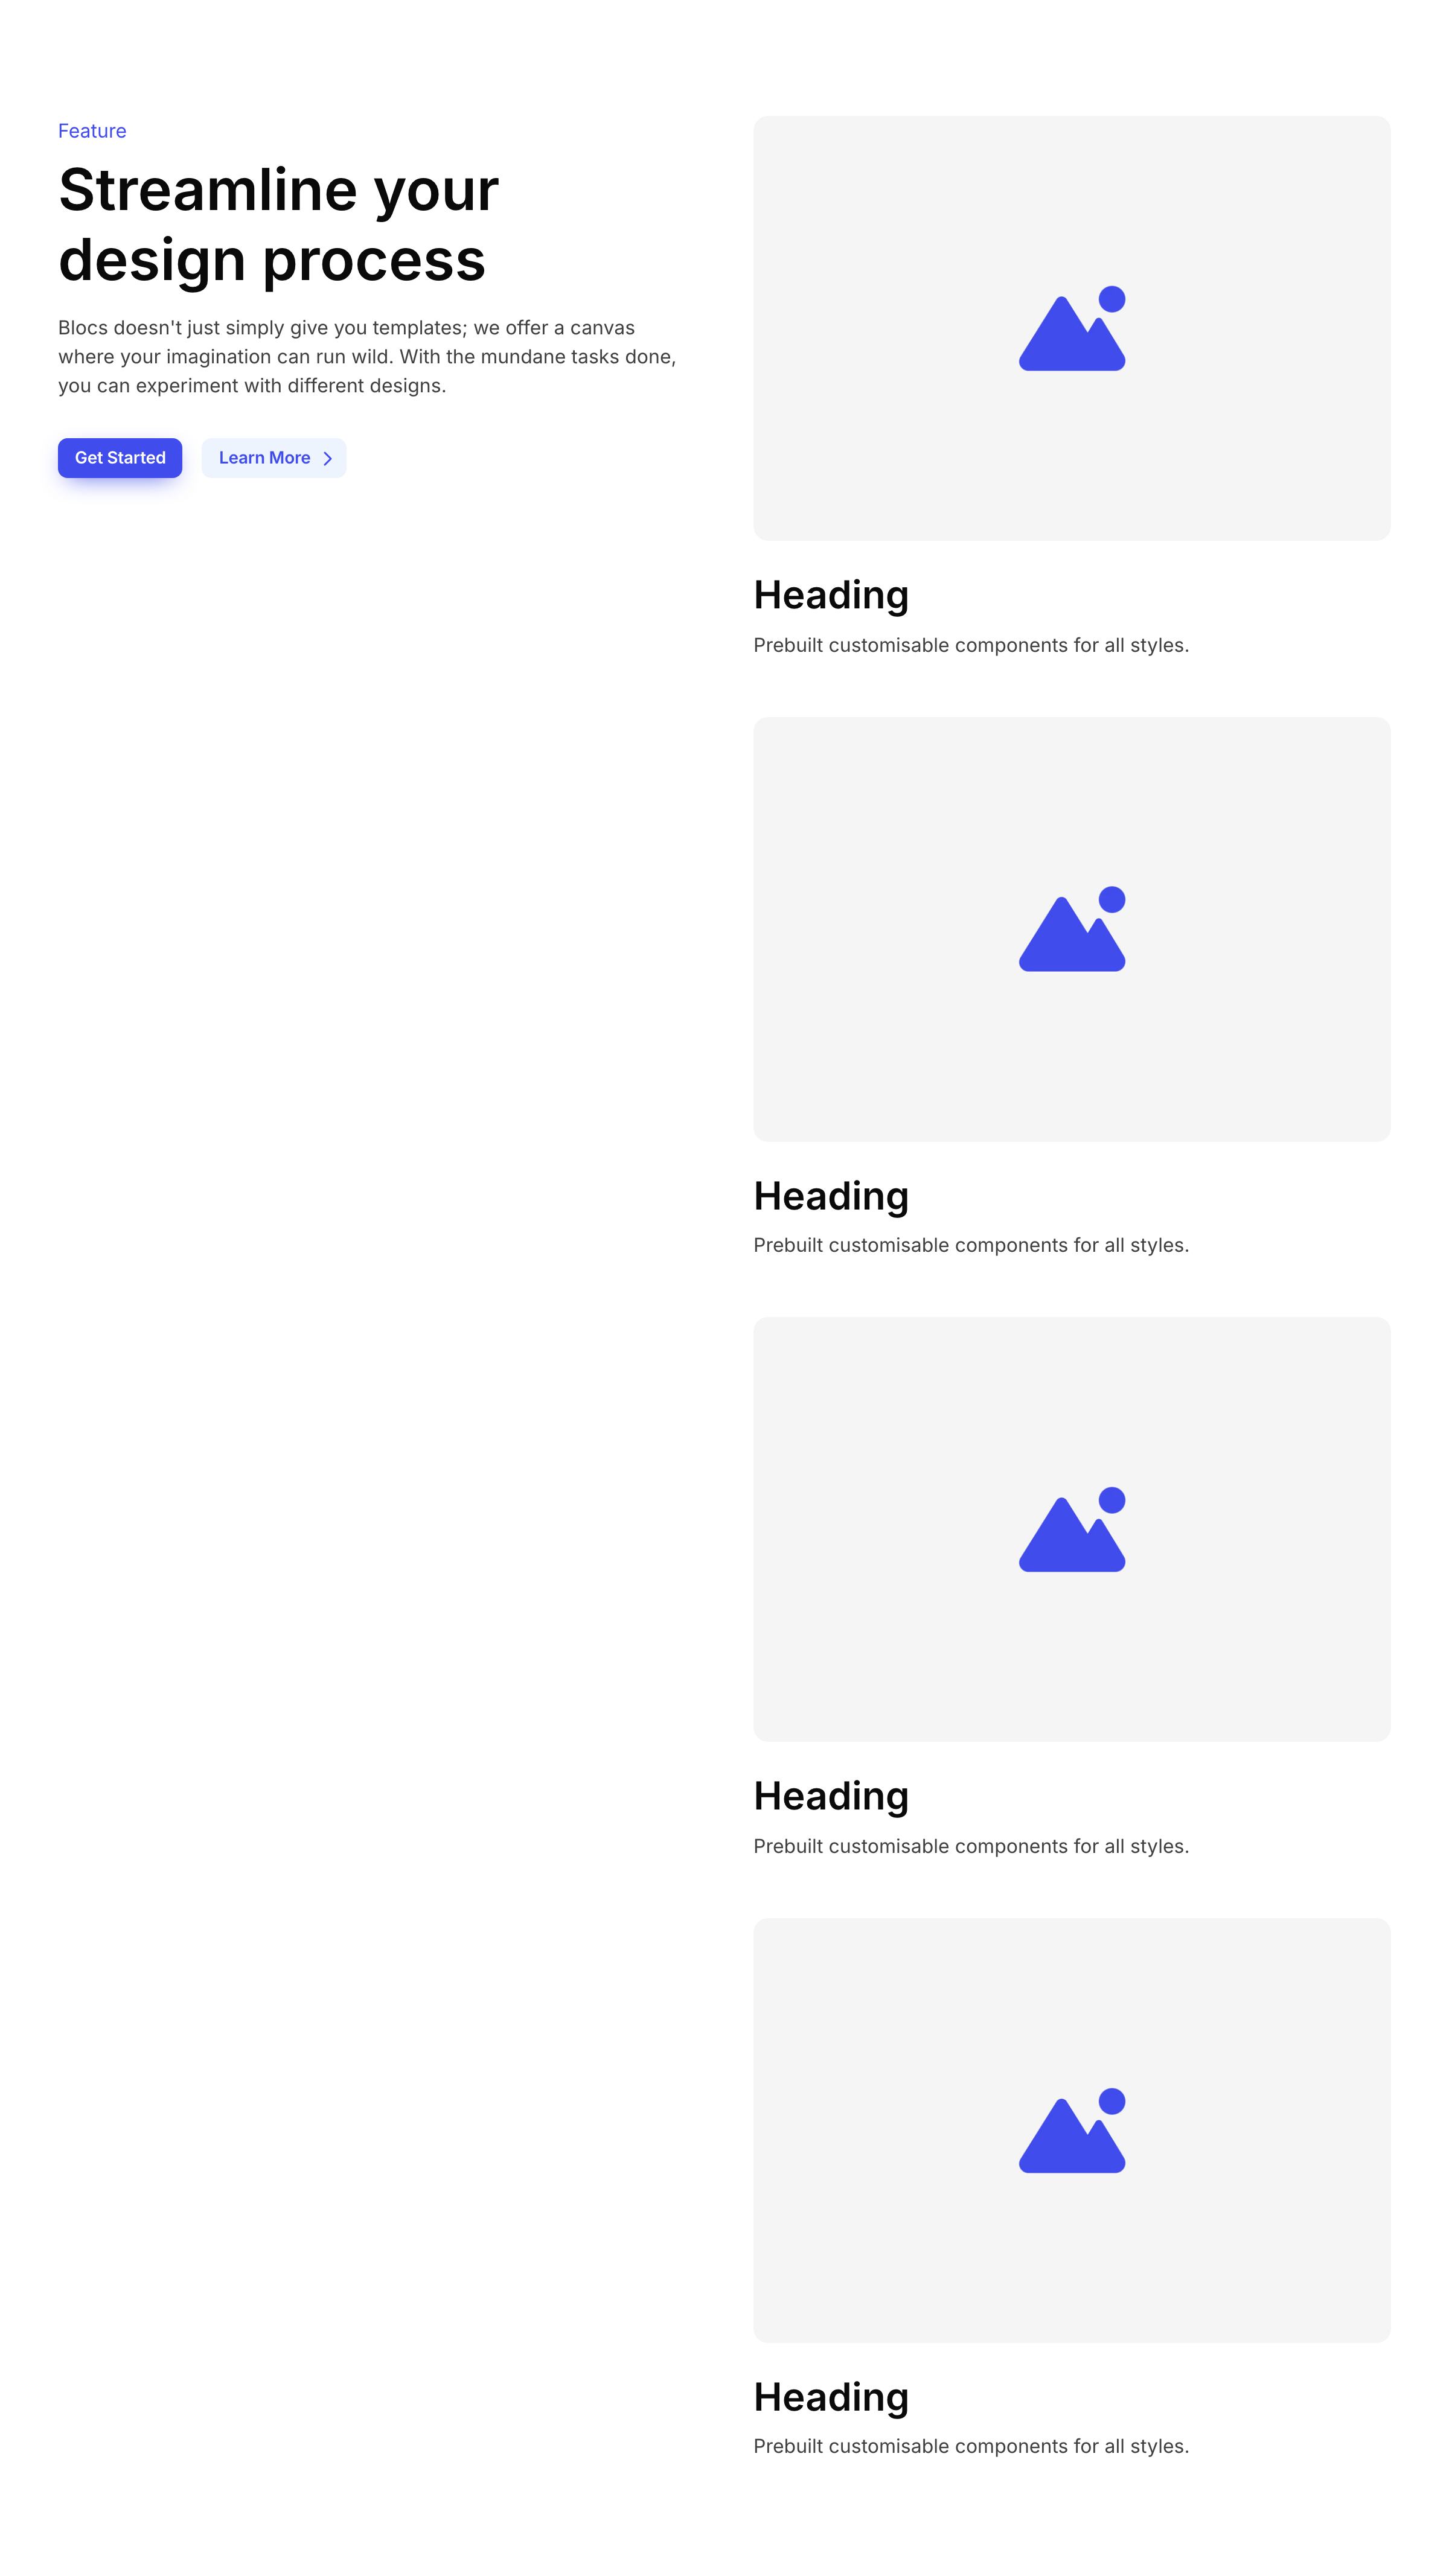 Feature
Streamline your
design process
Blocs doesn't just simply give you templates; we offer a canvas
where your imagination can run wild. With the mundane tasks done,
you can experiment with different designs.
Get Started
Learn More
Heading
Prebuilt customisable components for all styles.
Heading
Prebuilt customisable components for all styles.
Heading
Prebuilt customisable components for all styles.
Heading
Prebuilt customisable components for all styles.